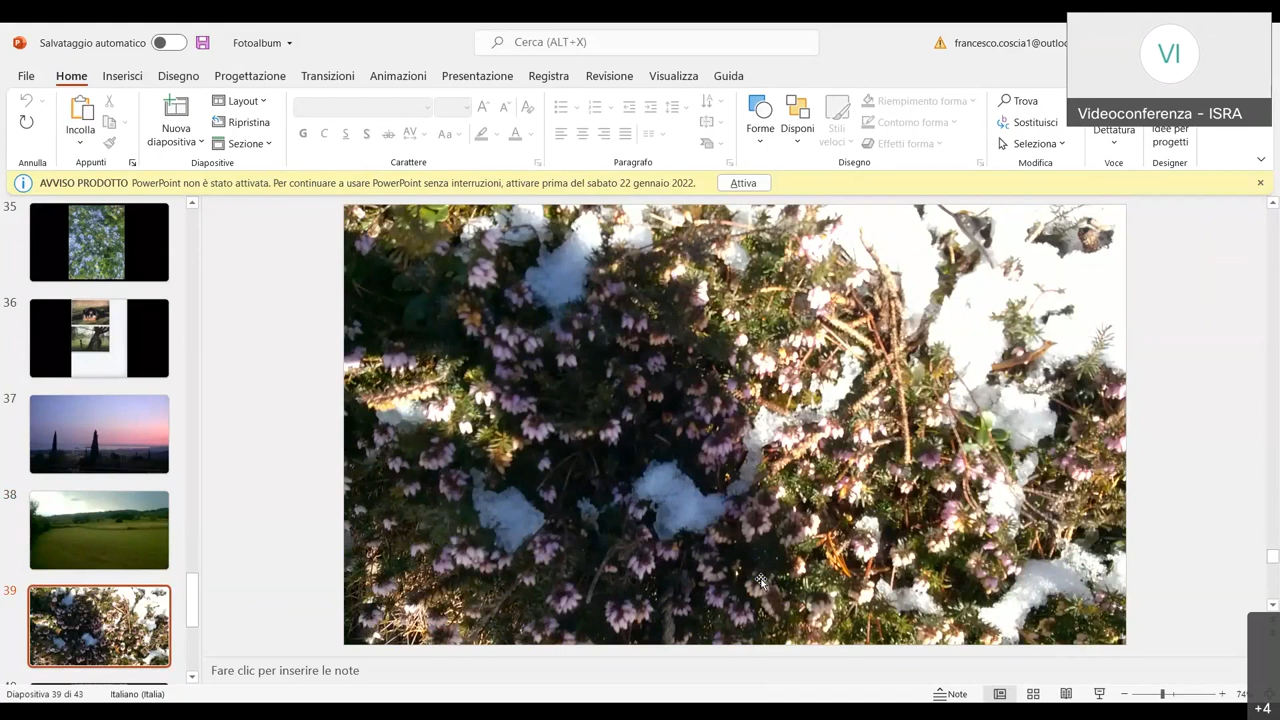 Salvataggio automatico
Fotoalbum
Cerca (ALT+X)
francesco.coscia1@outloo
VI
Videoconferenza - ISRA
File Home Inserisci Disegno Progettazione Transizioni Animazioni Presentazione Registra Revisione Visualizza Guida
Incolla
Nuova
diapositiva
Layout
Ripristina
Sezione
G C S S AV Aa A
Forme
Disponi
Stili
veloci
Riempimento forma
Contorno forma
Effetti forma
Trova
Sostituisci
Seleziona
Dettatura
Idee per
progetti
Annulla Appunti Diapositive Carattere Paragrafo Disegno Modifica Voce Designer
AVVISO PRODOTTO PowerPoint non è stato attivata. Per continuare a usare PowerPoint senza interruzioni, attivare prima del sabato 22 gennaio 2022. Attiva
35
36
37
38
39
Fare clic per inserire le note
Diapositiva 39 di 43 Italiano (Italia) Note 74%
+4